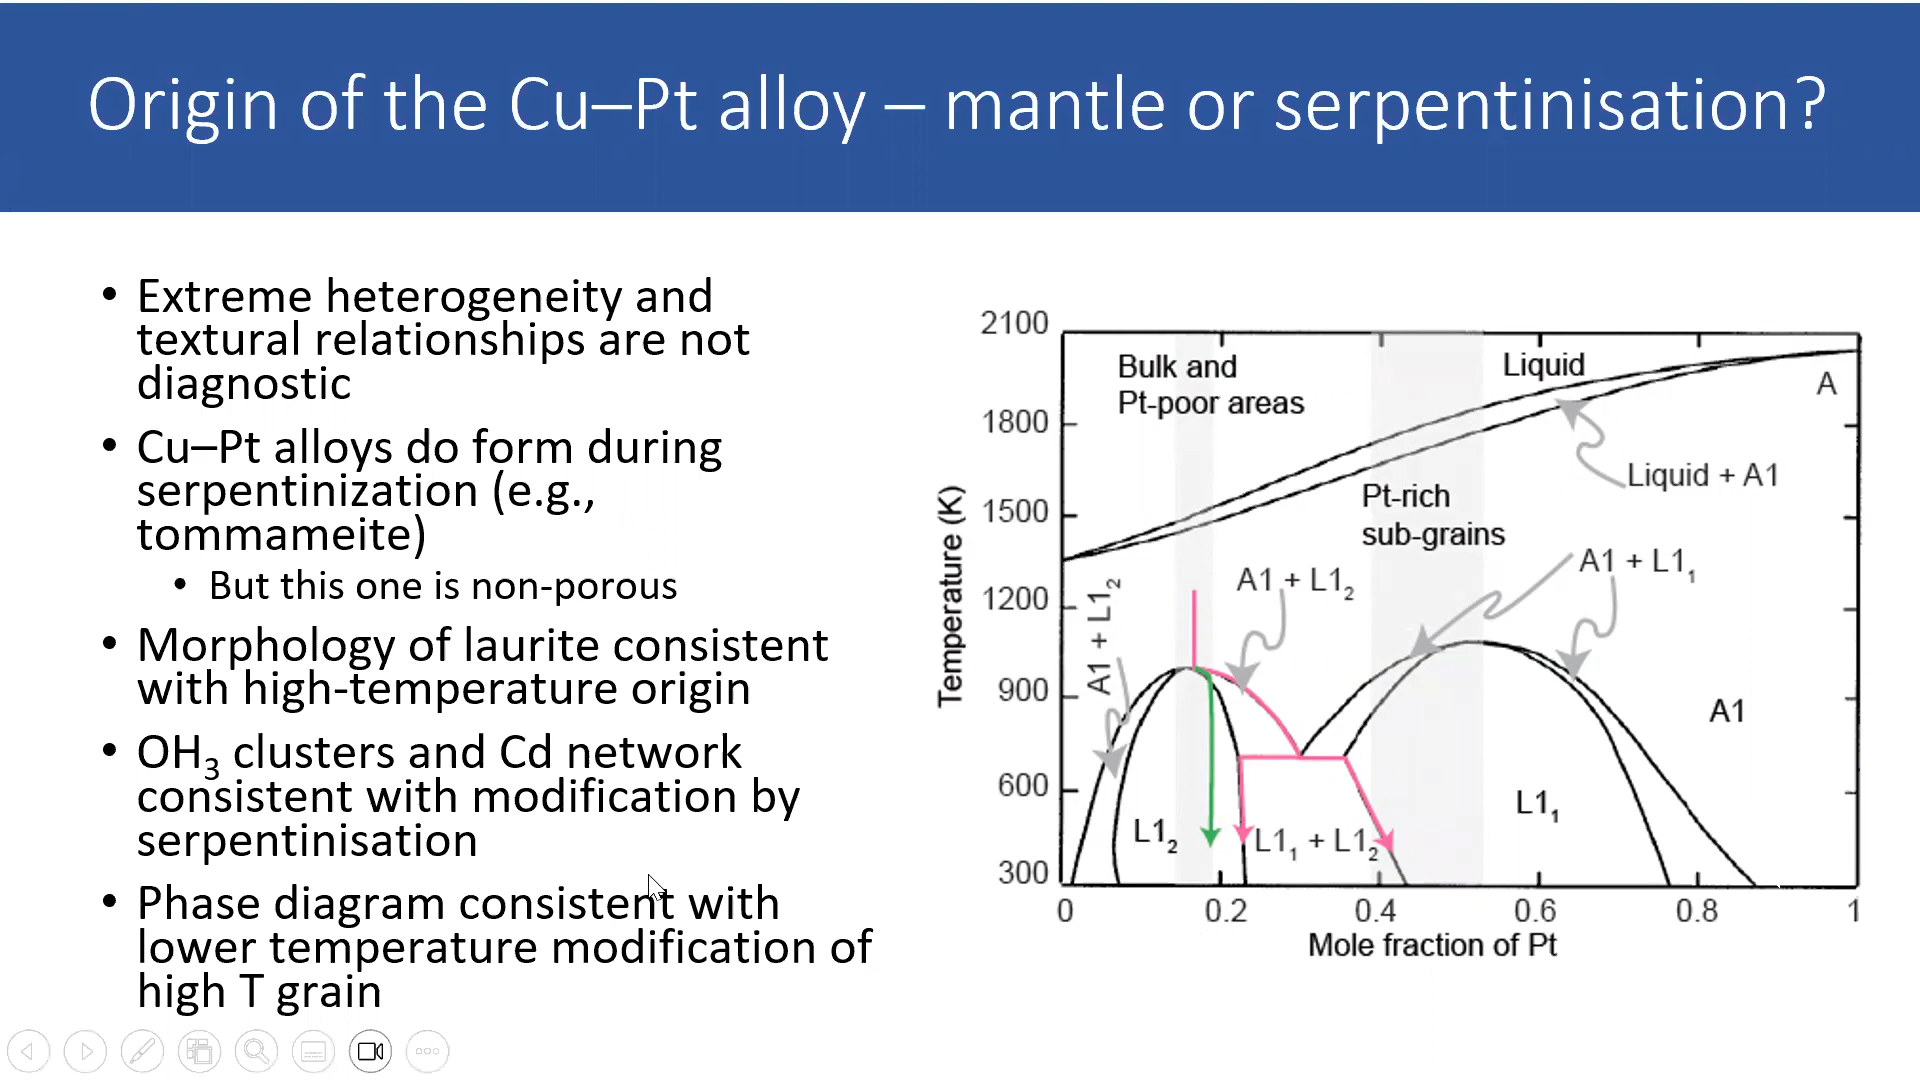 Origin of the Cu–Pt alloy – mantle or serpentinisation?
• Extreme heterogeneity and
textural relationships are not
diagnostic
• Cu–Pt alloys do form during
serpentinization (e.g.,
tommameite)
• But this one is non-porous
• Morphology of laurite consistent
with high-temperature origin
• OH₃ clusters and Cd network
consistent with modification by
serpentinisation
• Phase diagram consistent with
lower temperature modification of
high T grain
2100
1800
1500
1200
900
600
300
Temperature (K)
Bulk and
Pt-poor areas
Liquid
A
Liquid + A1
Pt-rich
sub-grains
A1 + L1₂
A1 + L1₂
A1 + L1₁
A1
L1₂
L1₁ + L1₂
L1₁
0
0.2
0.4
0.6
0.8
1
Mole fraction of Pt